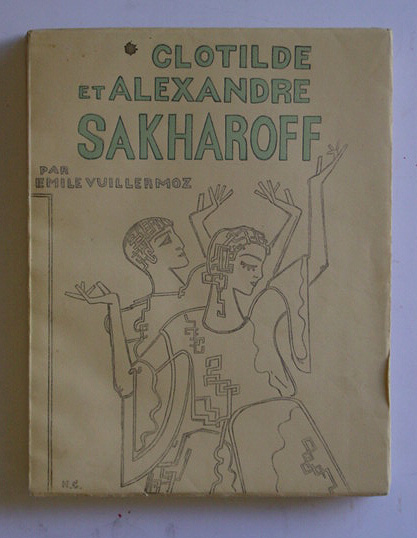 CLOTILDE
ET ALEXANDRE
SAKHAROFF
PAR
EMILE VUILLERMOZ